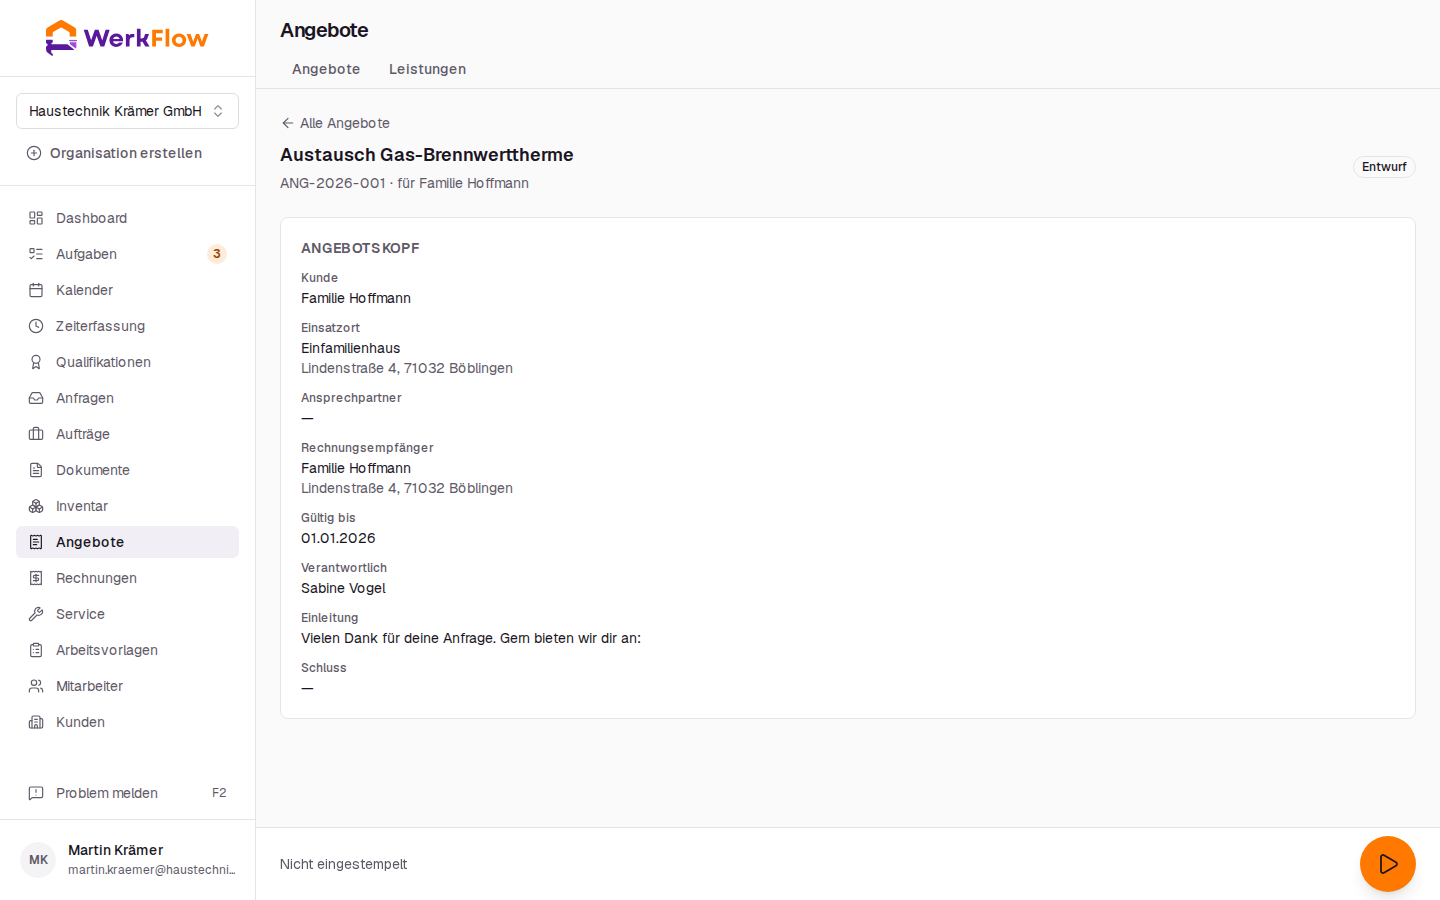 WerkFlow
Haustechnik Krämer GmbH
Organisation erstellen
Dashboard
Aufgaben 3
Kalender
Zeiterfassung
Qualifikationen
Anfragen
Aufträge
Dokumente
Inventar
Angebote
Rechnungen
Service
Arbeitsvorlagen
Mitarbeiter
Kunden
Problem melden F2
MK
Martin Krämer
martin.kraemer@haustechni...
Angebote
Angebote Leistungen
Alle Angebote
Austausch Gas-Brennwerttherme
ANG-2026-001 · für Familie Hoffmann
Entwurf
ANGEBOTSKOPF
Kunde
Familie Hoffmann
Einsatzort
Einfamilienhaus
Lindenstraße 4, 71032 Böblingen
Ansprechpartner
—
Rechnungsempfänger
Familie Hoffmann
Lindenstraße 4, 71032 Böblingen
Gültig bis
01.01.2026
Verantwortlich
Sabine Vogel
Einleitung
Vielen Dank für deine Anfrage. Gern bieten wir dir an:
Schluss
—
Nicht eingestempelt